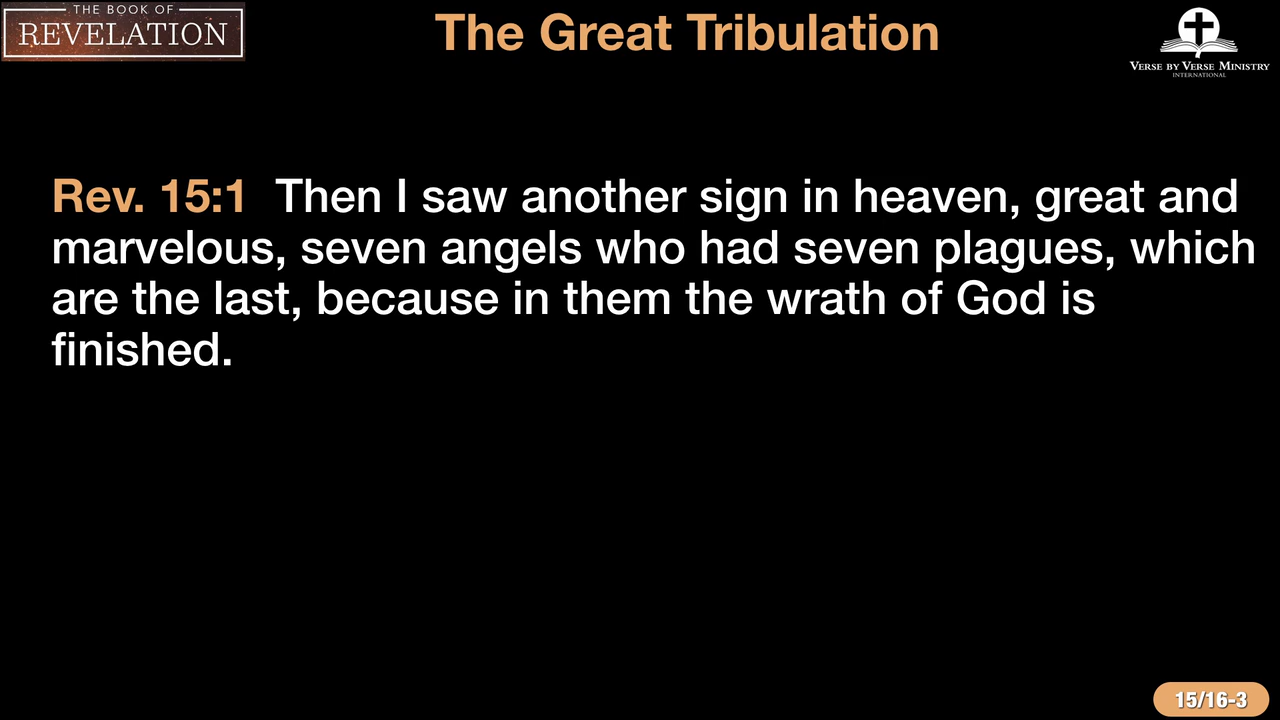 THE BOOK OF
REVELATION
The Great Tribulation
VERSE BY VERSE MINISTRY
INTERNATIONAL
Rev. 15:1 Then I saw another sign in heaven, great and
marvelous, seven angels who had seven plagues, which
are the last, because in them the wrath of God is
finished.
15/16-3